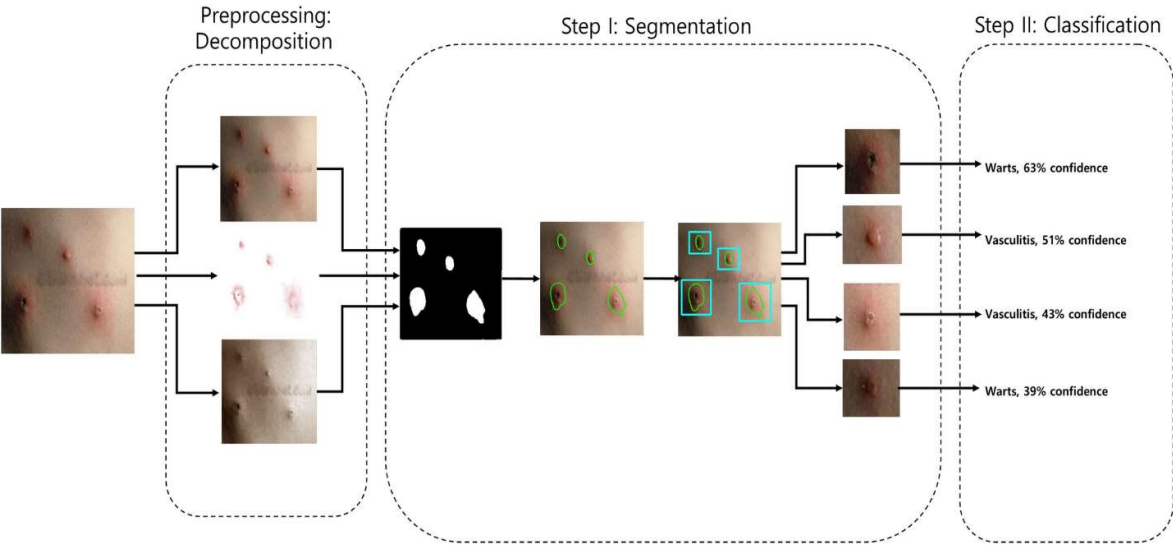 Preprocessing:
Decomposition
Step I: Segmentation
Step II: Classification
Warts, 63% confidence
Vasculitis, 51% confidence
Vasculitis, 43% confidence
Warts, 39% confidence